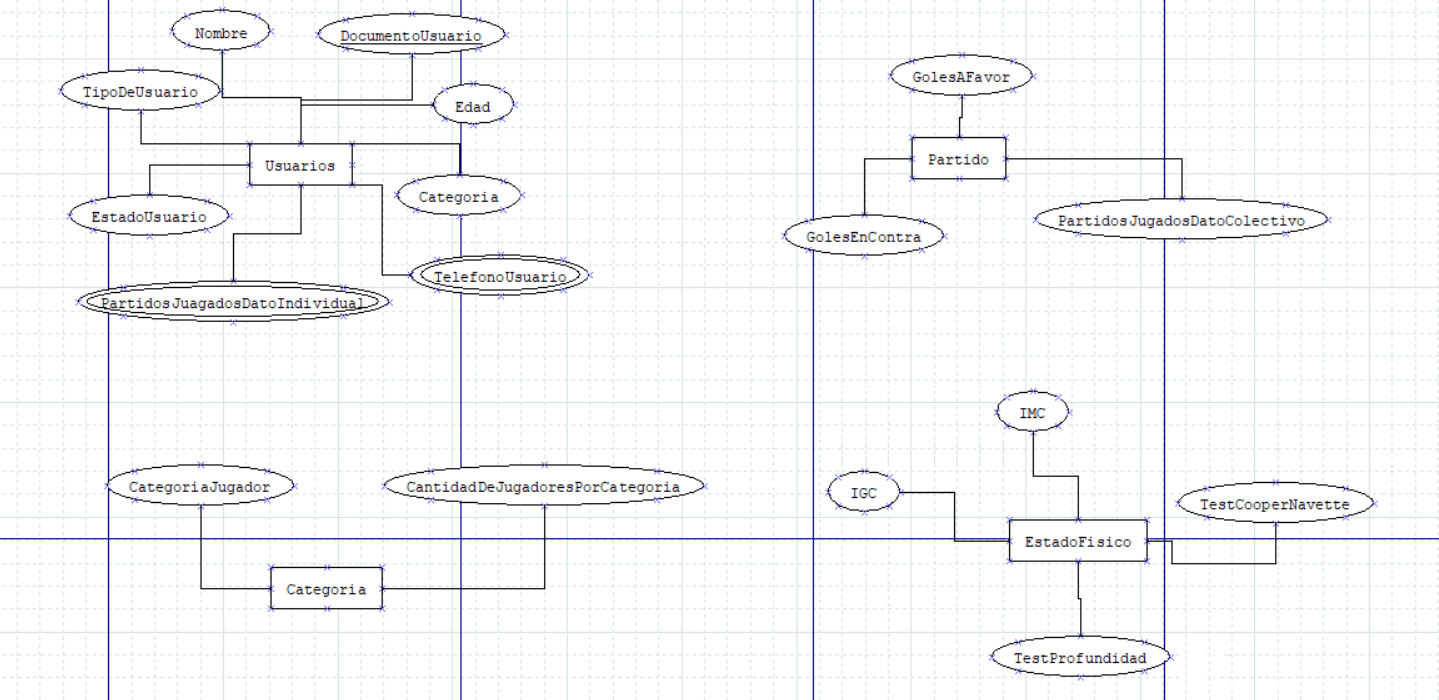 Nombre
DocumentoUsuario
TipoDeUsuario
Edad
Usuarios
Categoria
EstadoUsuario
TelefonoUsuario
PartidosJuagadosDatoIndividual
GolesAFavor
Partido
GolesEnContra
PartidosJugadosDatoColectivo
CategoriaJugador
CantidadDeJugadoresPorCategoria
Categoria
IMC
IGC
TestCooperNavette
EstadoFisico
TestProfundidad